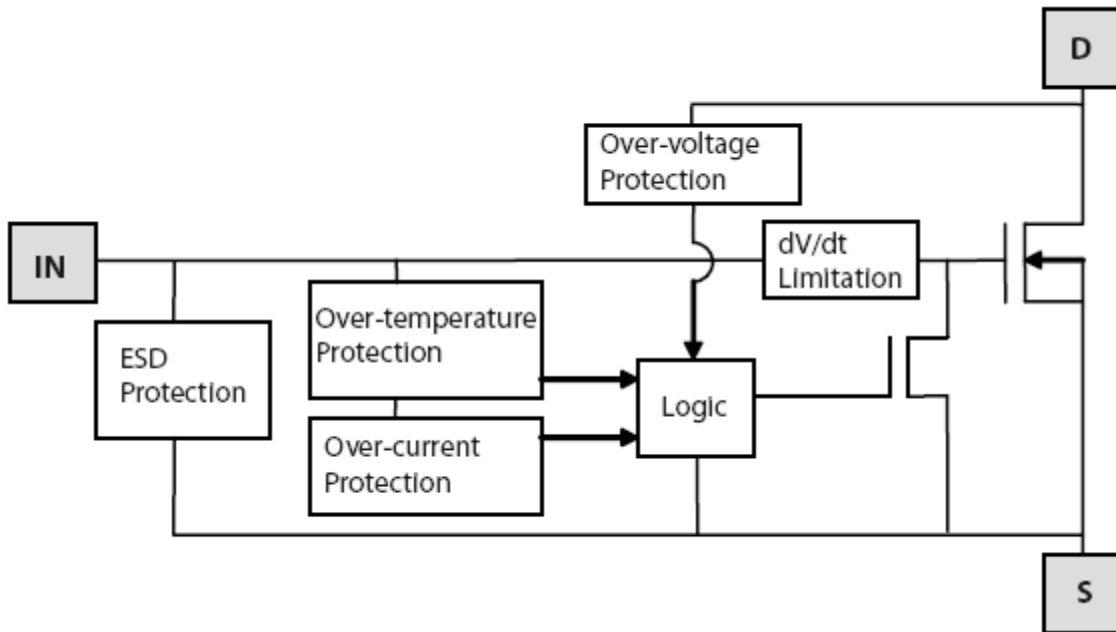 D
Over-voltage
Protection
IN
dV/dt
Limitation
Over-temperature
Protection
ESD
Protection
Logic
Over-current
Protection
S